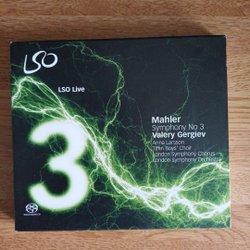 LSO
LSO Live
Mahler
Symphony No 3
Valery Gergiev
Anna Larsson
Tiffin Boys' Choir
London Symphony Chorus
London Symphony Orchestra
3